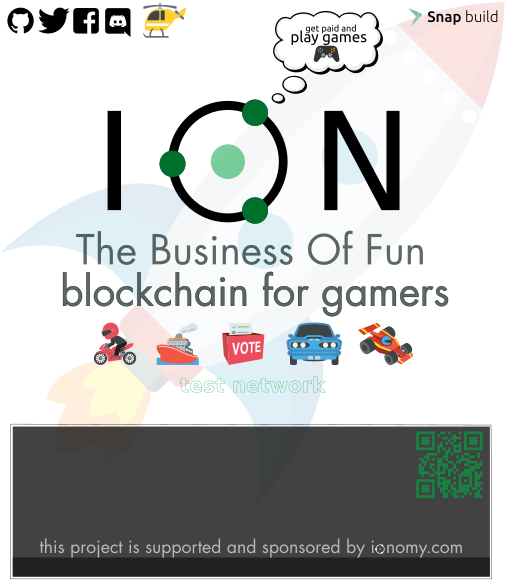 Snap build
get paid and
play games
ION
The Business Of Fun
blockchain for gamers
VOTE
test network
this project is supported and sponsored by ionomy.com